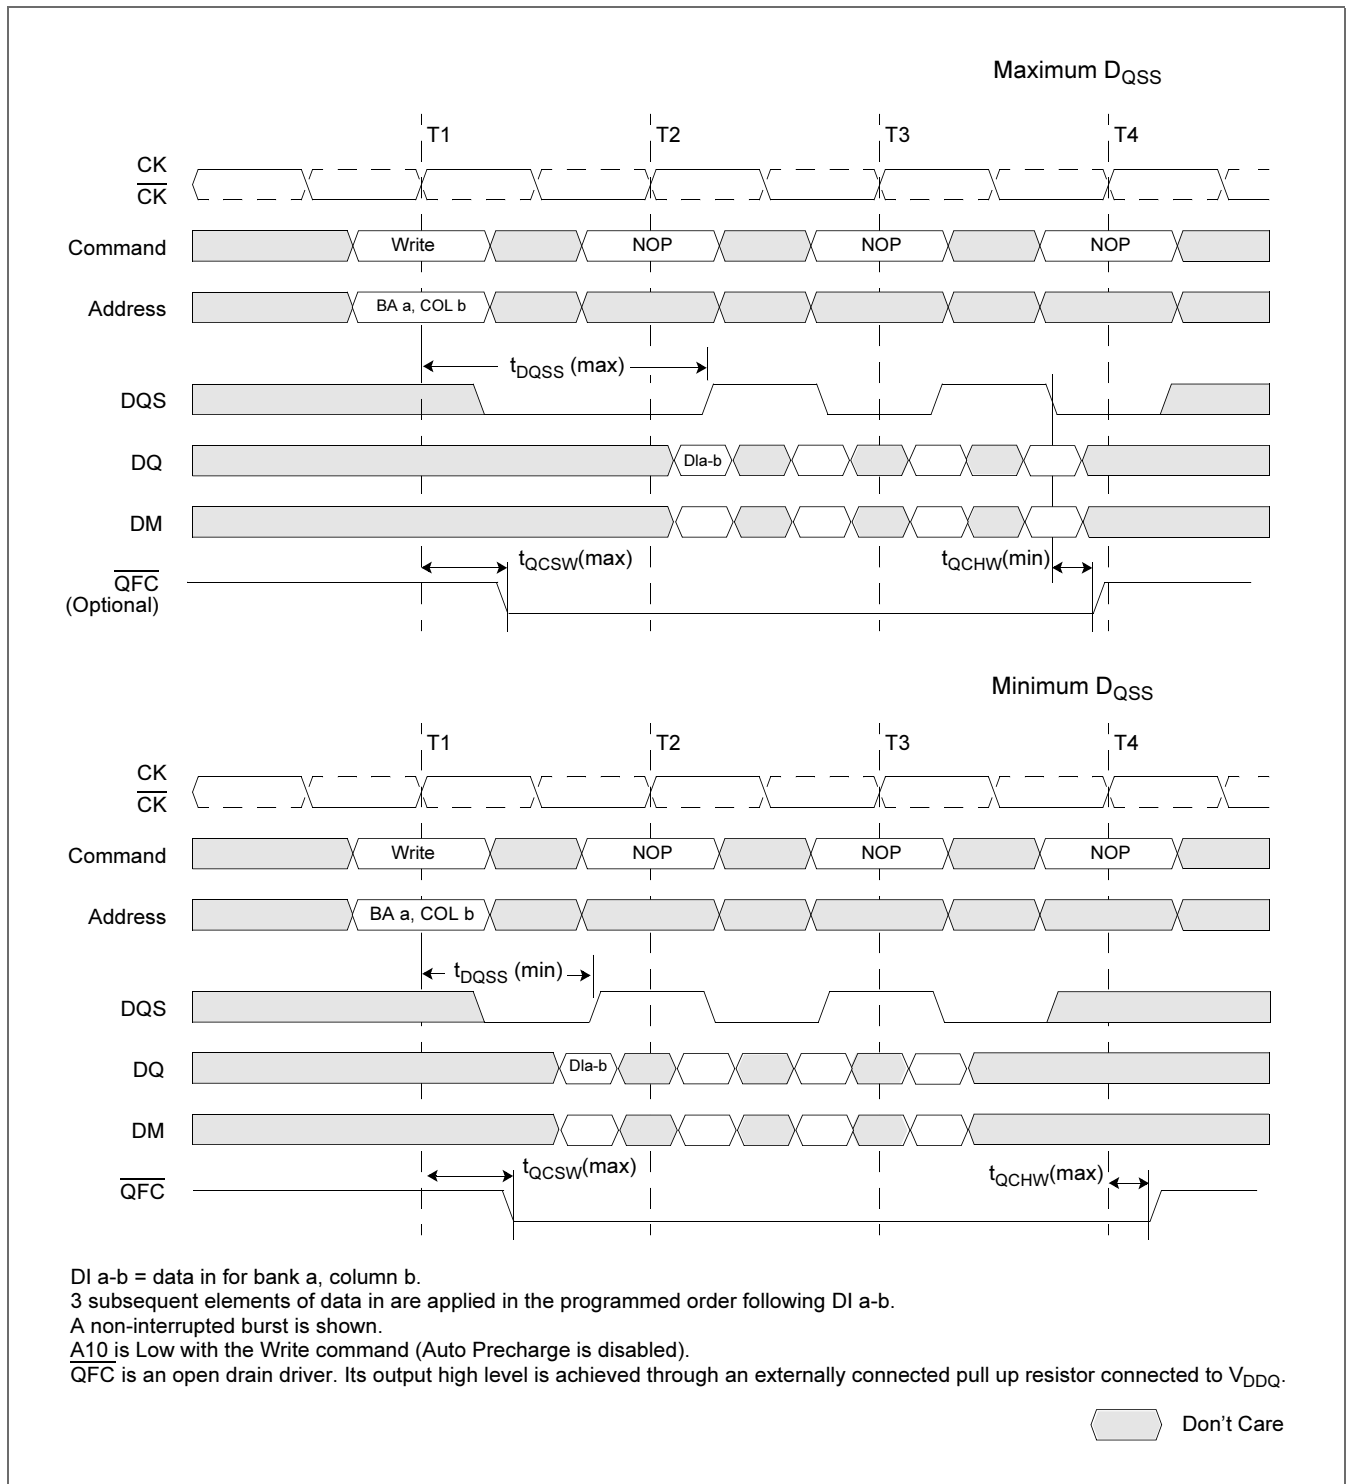 Maximum DQSS
T1 T2 T3 T4
CK
CK
Command Write NOP NOP NOP
Address BA a, COL b
tDQSS (max)
DQS
DQ DIa-b
DM
tQCSW(max) tQCHW(min)
QFC
(Optional)
Minimum DQSS
T1 T2 T3 T4
CK
CK
Command Write NOP NOP NOP
Address BA a, COL b
tDQSS (min)
DQS
DQ DIa-b
DM
tQCSW(max) tQCHW(max)
QFC
DI a-b = data in for bank a, column b.
3 subsequent elements of data in are applied in the programmed order following DI a-b.
A non-interrupted burst is shown.
A10 is Low with the Write command (Auto Precharge is disabled).
QFC is an open drain driver. Its output high level is achieved through an externally connected pull up resistor connected to VDDQ.
Don't Care